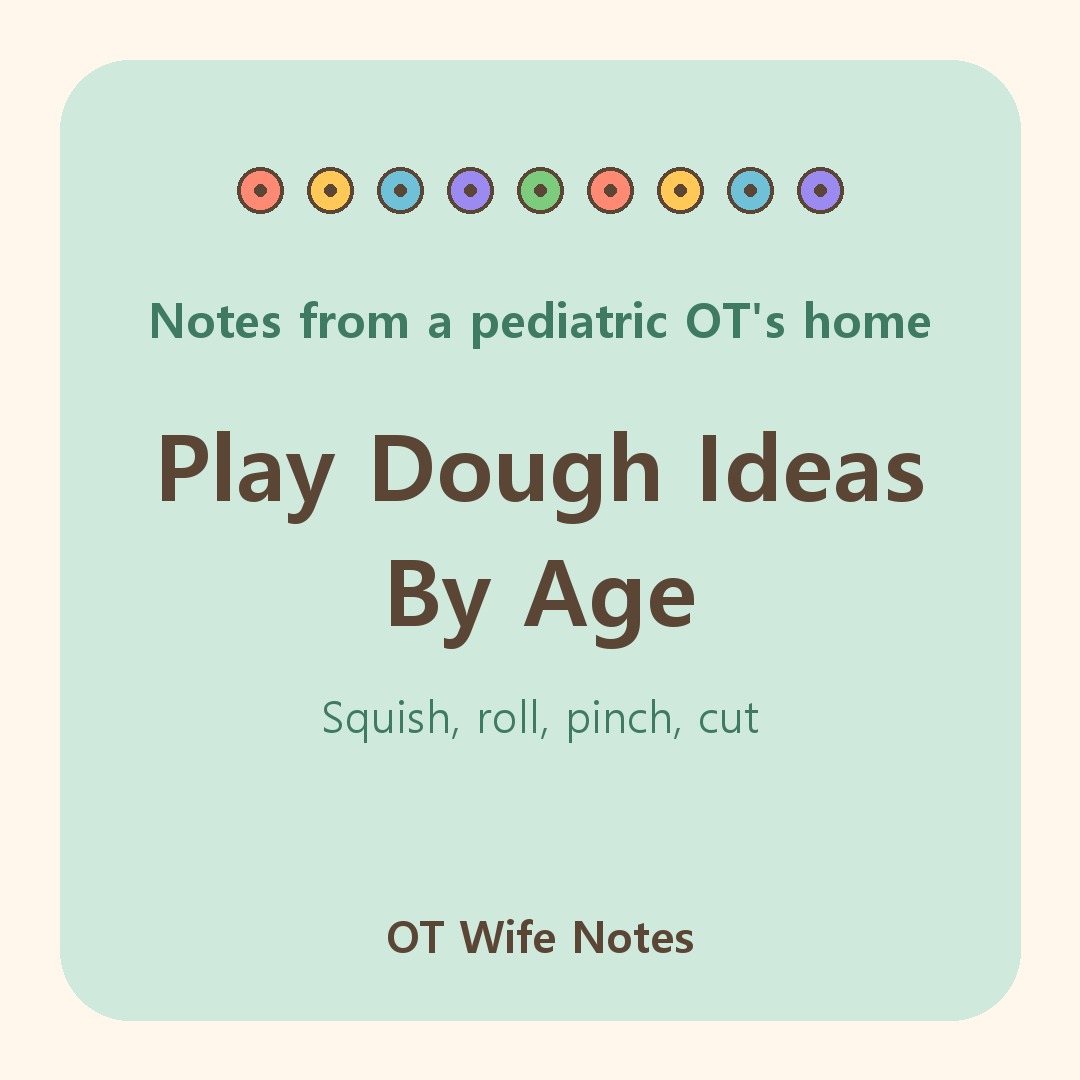 Notes from a pediatric OT's home
Play Dough Ideas
By Age
Squish, roll, pinch, cut
OT Wife Notes